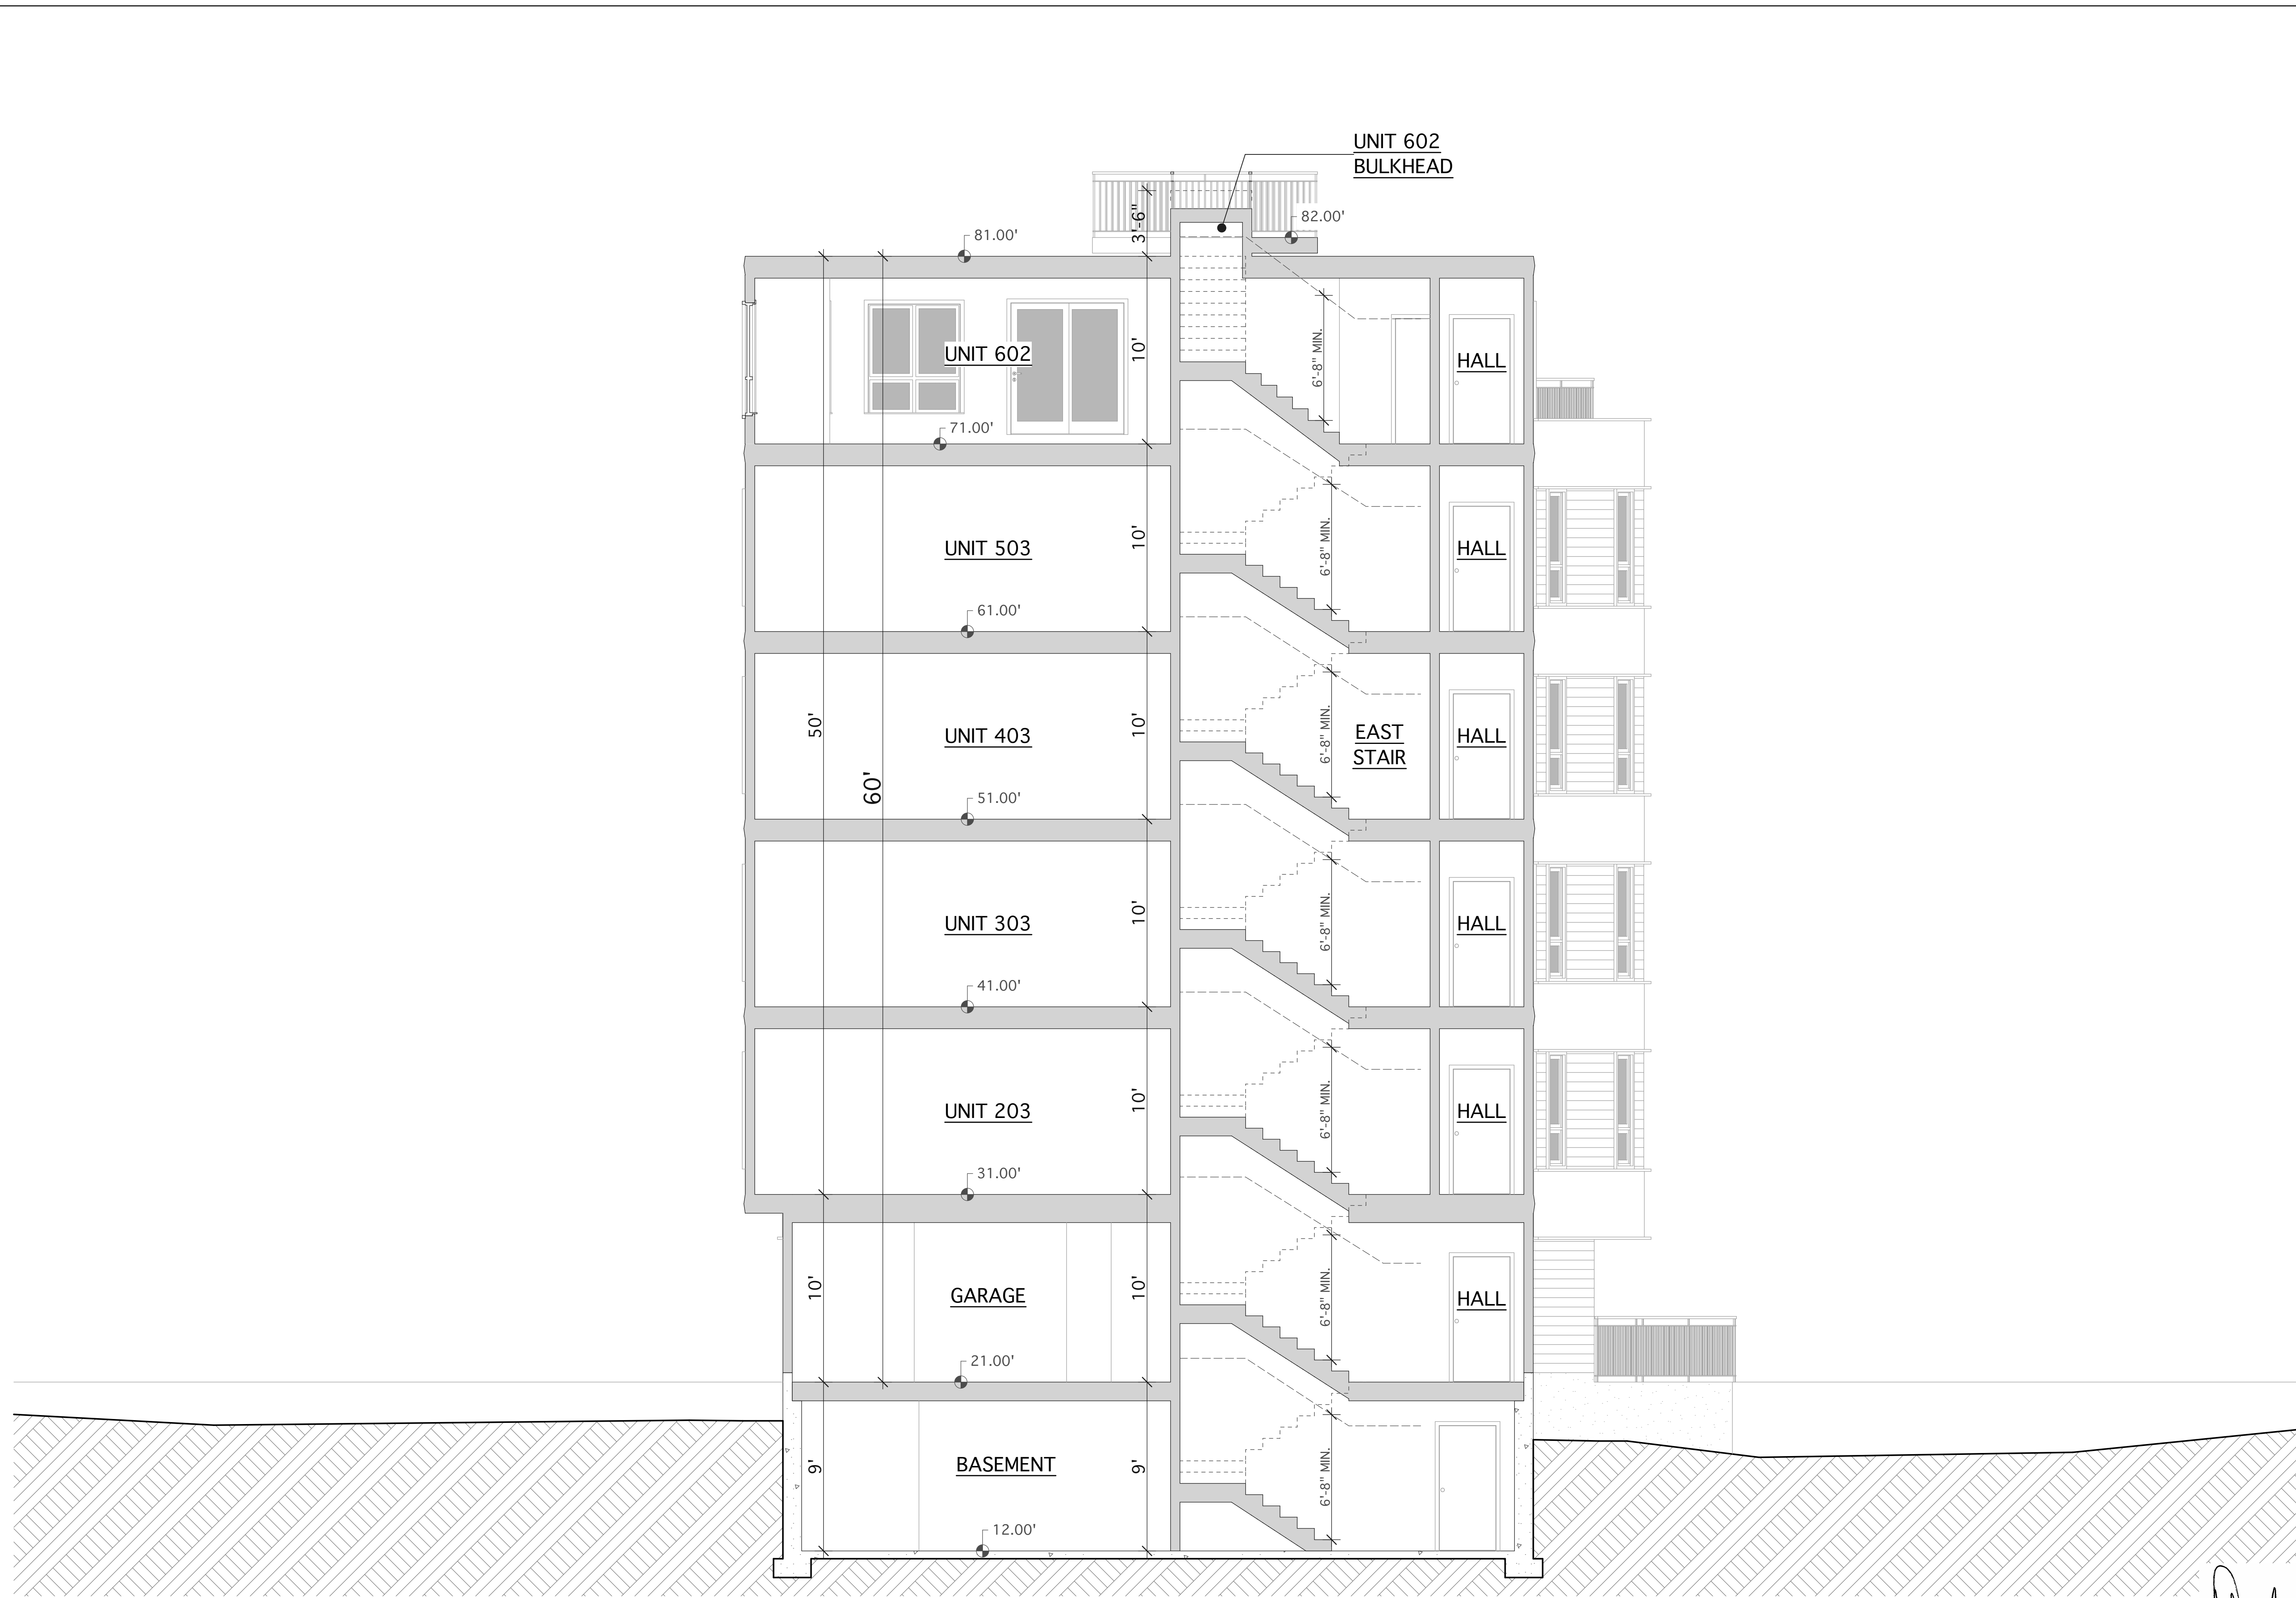 UNIT 602
BULKHEAD
3'-6"
82.00'
81.00'
UNIT 602
10'
6'-8" MIN.
HALL
71.00'
UNIT 503
10'
6'-8" MIN.
HALL
61.00'
50'
60'
UNIT 403
10'
6'-8" MIN.
EAST
STAIR
HALL
51.00'
UNIT 303
10'
6'-8" MIN.
HALL
41.00'
UNIT 203
10'
6'-8" MIN.
HALL
31.00'
10'
GARAGE
10'
6'-8" MIN.
HALL
21.00'
9'
BASEMENT
9'
6'-8" MIN.
12.00'